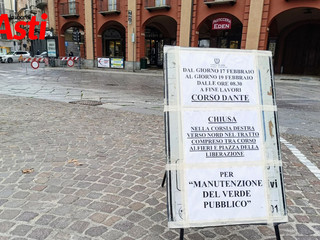 Asti
EDEN
DAL GIORNO 17 FEBBRAIO
AL GIORNO 19 FEBBRAIO
DALLE ORE 08.30
A FINE LAVORI
CORSO DANTE
CHIUSA
NELLA CORSIA DESTRA
VERSO NORD NEL TRATTO
COMPRESO TRA CORSO
ALFIERI E PIAZZA DELLA
LIBERAZIONE
PER
"MANUTENZIONE
DEL VERDE
PUBBLICO"